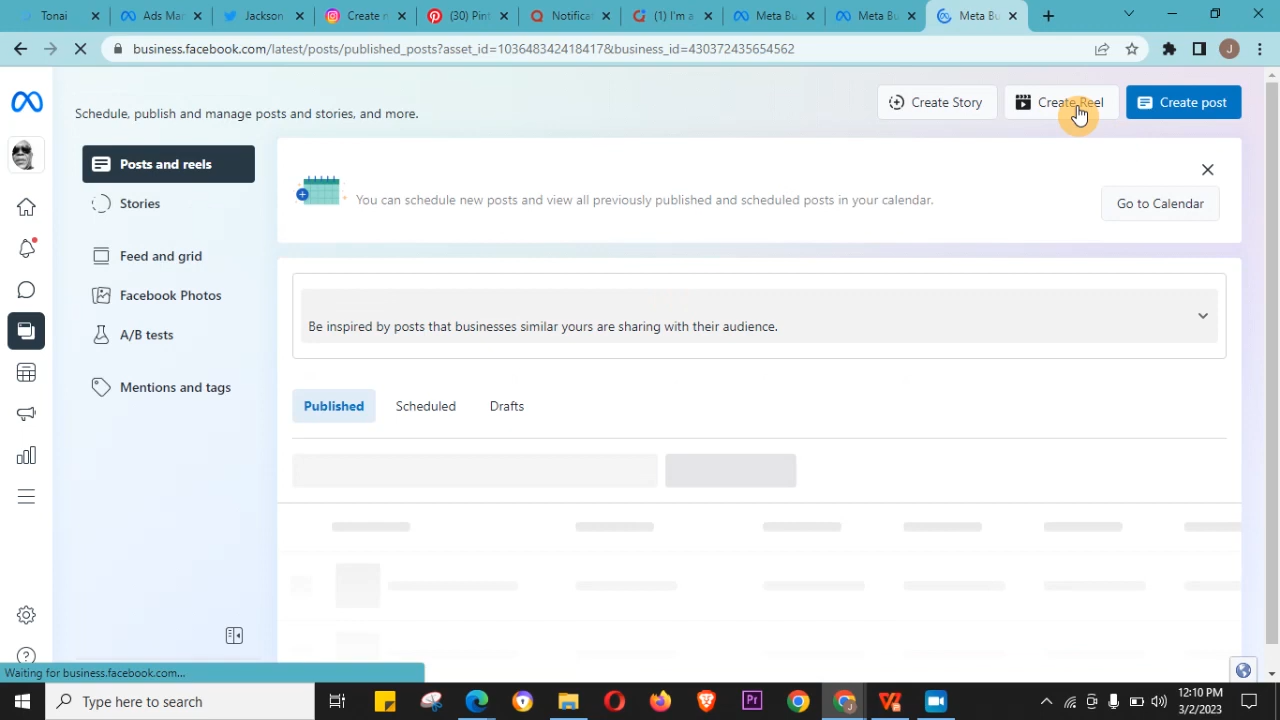 Tonai
Ads Ma
Jackson
Create n
(30) Pin
Notifica
(1) I'm a
Meta Bu
Meta Bu
Meta Bu
business.facebook.com/latest/posts/published_posts?asset_id=103648342418417&business_id=430372435654562
J
Schedule, publish and manage posts and stories, and more.
Create Story
Create Reel
Create post
Posts and reels
Stories
Feed and grid
Facebook Photos
A/B tests
Mentions and tags
You can schedule new posts and view all previously published and scheduled posts in your calendar.
Go to Calendar
Be inspired by posts that businesses similar yours are sharing with their audience.
Published
Scheduled
Drafts
Waiting for business.facebook.com...
Type here to search
12:10 PM
3/2/2023